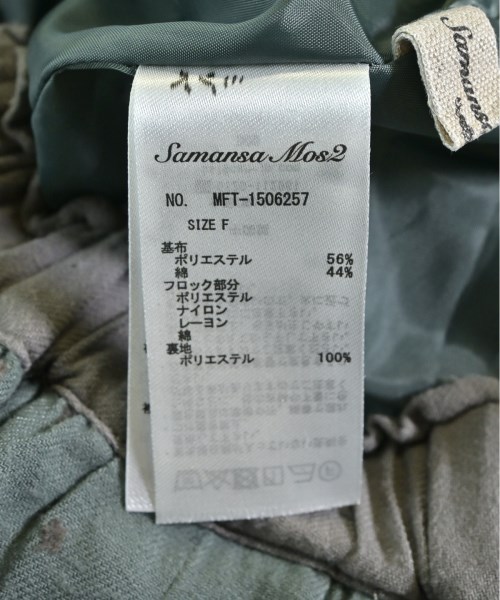 Samansa Mos2
NO. MFT-1506257
SIZE F
基布
ポリエステル 56%
綿 44%
フロック部分
ポリエステル
ナイロン
レーヨン
綿
裏地
ポリエステル 100%
Samansa